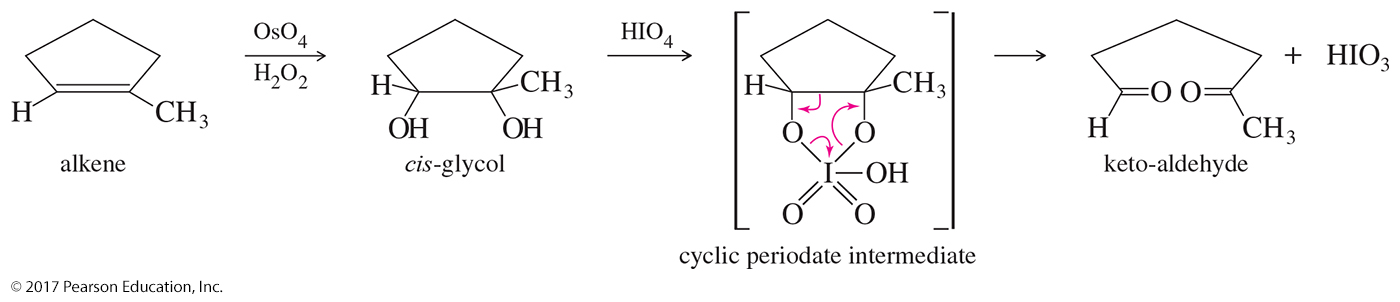 OsO4
H2O2
H
CH3
alkene
H
CH3
OH
OH
cis-glycol
HIO4
H
CH3
O
O
I
OH
O
O
cyclic periodate intermediate
O O
H
CH3
keto-aldehyde
+ HIO3
© 2017 Pearson Education, Inc.